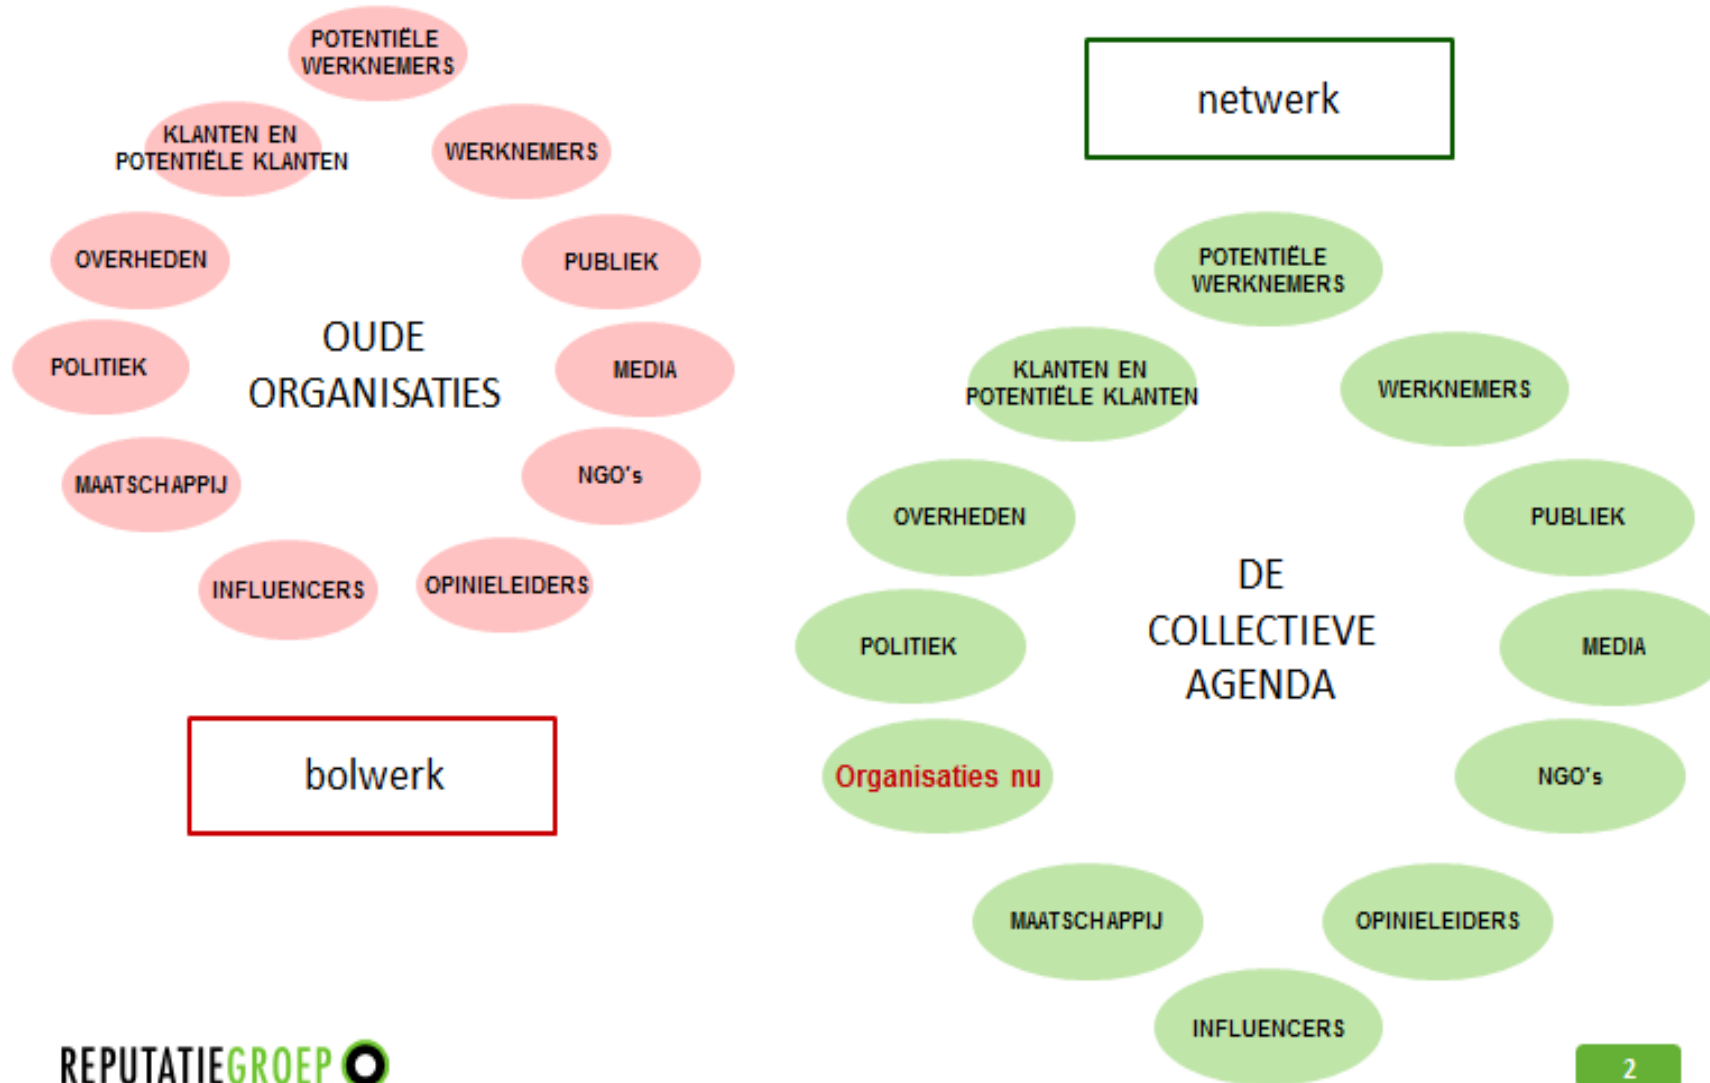 POTENTIËLE
WERKNEMERS
KLANTEN EN
POTENTIËLE KLANTEN
WERKNEMERS
OVERHEDEN
PUBLIEK
OUDE
ORGANISATIES
POLITIEK
MEDIA
MAATSCHAPPIJ
NGO's
INFLUENCERS
OPINIELEIDERS
bolwerk
netwerk
POTENTIËLE
WERKNEMERS
KLANTEN EN
POTENTIËLE KLANTEN
WERKNEMERS
OVERHEDEN
PUBLIEK
DE
COLLECTIEVE
AGENDA
POLITIEK
MEDIA
Organisaties nu
NGO's
MAATSCHAPPIJ
OPINIELEIDERS
INFLUENCERS
REPUTATIEGROEP
2